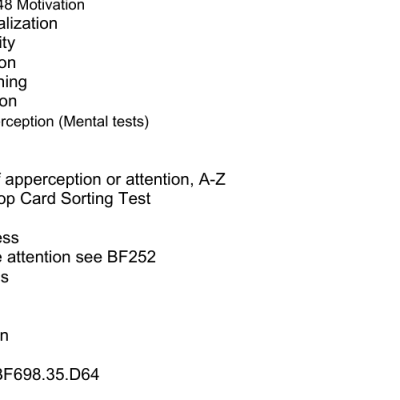 48 Motivation
alization
ity
on
ning
on
rception (Mental tests)
f apperception or attention, A-Z
op Card Sorting Test
ess
e attention see BF252
s
n
BF698.35.D64